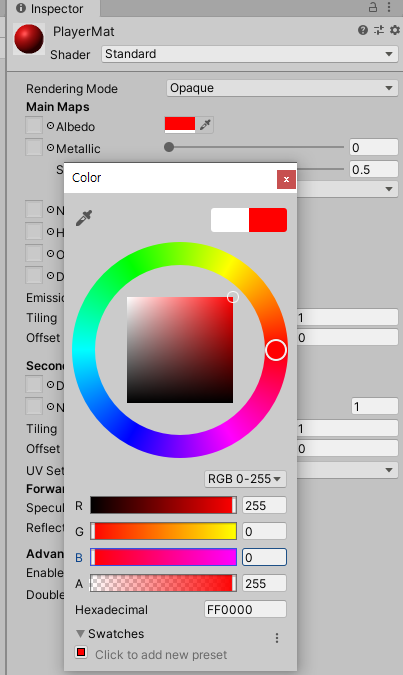 Inspector
PlayerMat
Shader Standard
Rendering Mode Opaque
Main Maps
Albedo
Metallic 0
S 0.5
Color x
N
H
O
D
Emissio
Tiling 1
Offset 0
Second
D
N 1
Tiling 1
Offset 0
UV Set
RGB 0-255
Forwar
R 255
Specul
G 0
Reflect
B 0
Advan
Enable
A 255
Double
Hexadecimal FF0000
Swatches
Click to add new preset